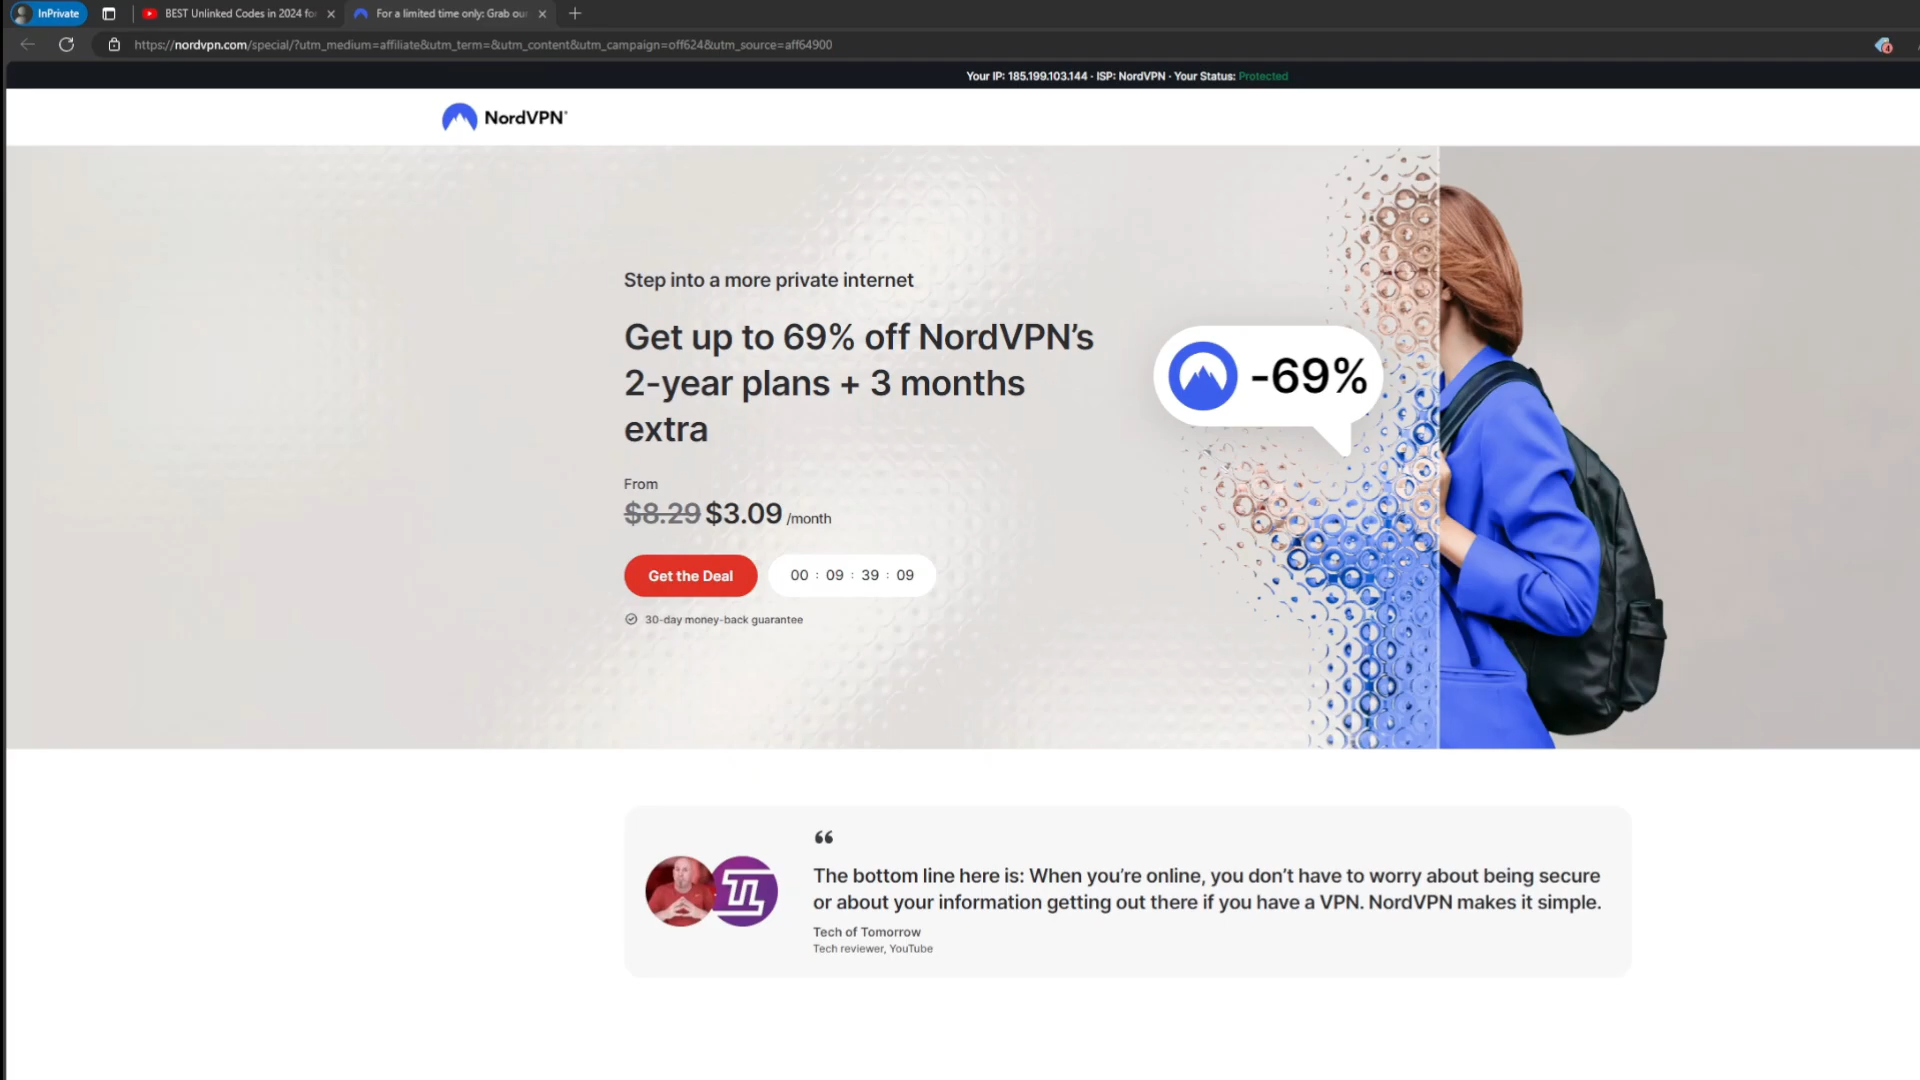 InPrivate
BEST Unlinked Codes in 2024 fo
For a limited time only: Grab ou
https://nordvpn.com/special/?utm_medium=affiliate&utm_term=&utm_content&utm_campaign=off624&utm_source=aff64900
4
Your IP: 185.199.103.144 · ISP: NordVPN · Your Status: Protected
NordVPN®
Step into a more private internet
Get up to 69% off NordVPN’s
2-year plans + 3 months
extra
-69%
From
$8.29 $3.09 /month
Get the Deal
00 : 09 : 39 : 09
30-day money-back guarantee
“
The bottom line here is: When you’re online, you don’t have to worry about being secure
or about your information getting out there if you have a VPN. NordVPN makes it simple.
Tech of Tomorrow
Tech reviewer, YouTube